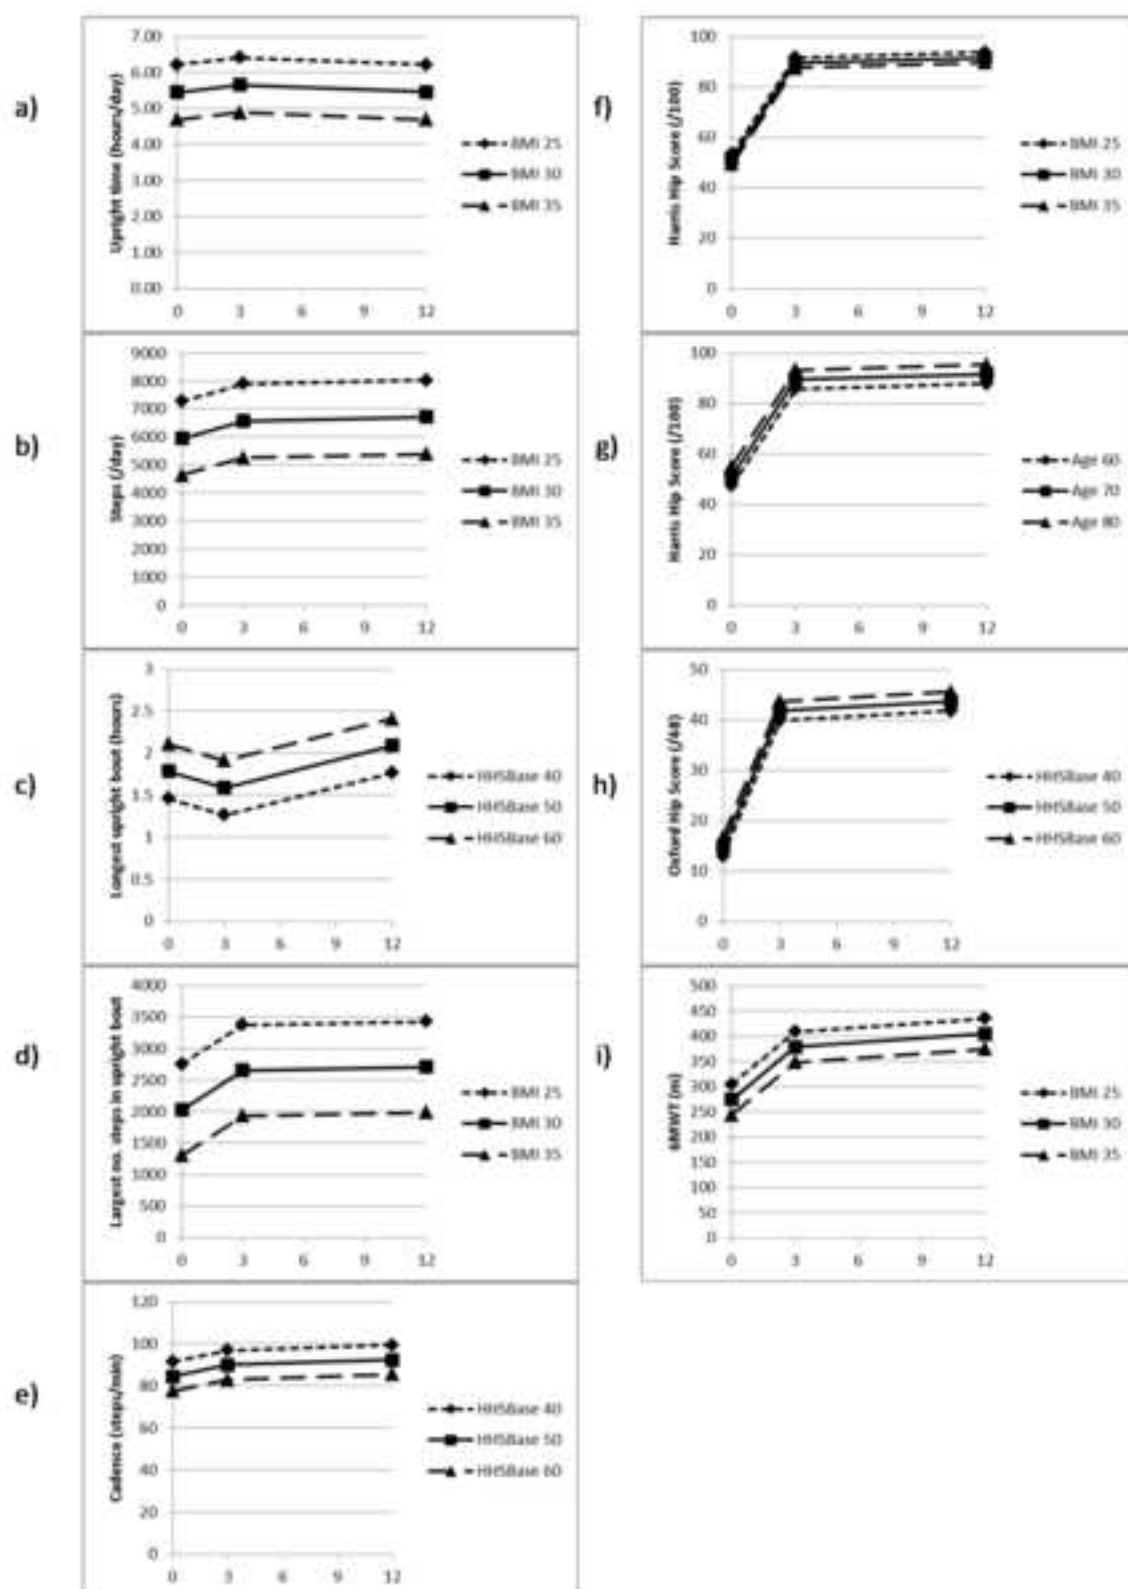 a)
Upright time (hours/day)
7.00
6.00
5.00
4.00
3.00
2.00
1.00
0.00
0 3 6 9 12
BMI 25
BMI 30
BMI 35
b)
Steps (/day)
9000
8000
7000
6000
5000
4000
3000
2000
1000
0
0 3 6 9 12
BMI 25
BMI 30
BMI 35
c)
Longest upright bout (hours)
3
2.5
2
1.5
1
0.5
0
0 3 6 9 12
HHSBase 40
HHSBase 50
HHSBase 60
d)
Largest no. steps in upright bout
4000
3500
3000
2500
2000
1500
1000
500
0
0 3 6 9 12
BMI 25
BMI 30
BMI 35
e)
Cadence (steps/min)
120
100
80
60
40
20
0
0 3 6 9 12
HHSBase 40
HHSBase 50
HHSBase 60
f)
Harris Hip Score (/100)
100
80
60
40
20
0
0 3 6 9 12
BMI 25
BMI 30
BMI 35
g)
Harris Hip Score (/100)
100
80
60
40
20
0
0 3 6 9 12
Age 60
Age 70
Age 80
h)
Oxford Hip Score (/48)
50
40
30
20
10
0
0 3 6 9 12
HHSBase 40
HHSBase 50
HHSBase 60
i)
6MWT (m)
500
450
400
350
300
250
200
150
100
50
0
0 3 6 9 12
BMI 25
BMI 30
BMI 35